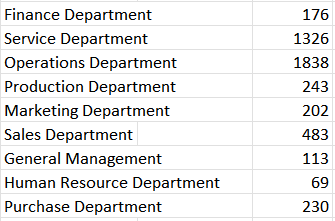 Finance Department 176
Service Department 1326
Operations Department 1838
Production Department 243
Marketing Department 202
Sales Department 483
General Management 113
Human Resource Department 69
Purchase Department 230